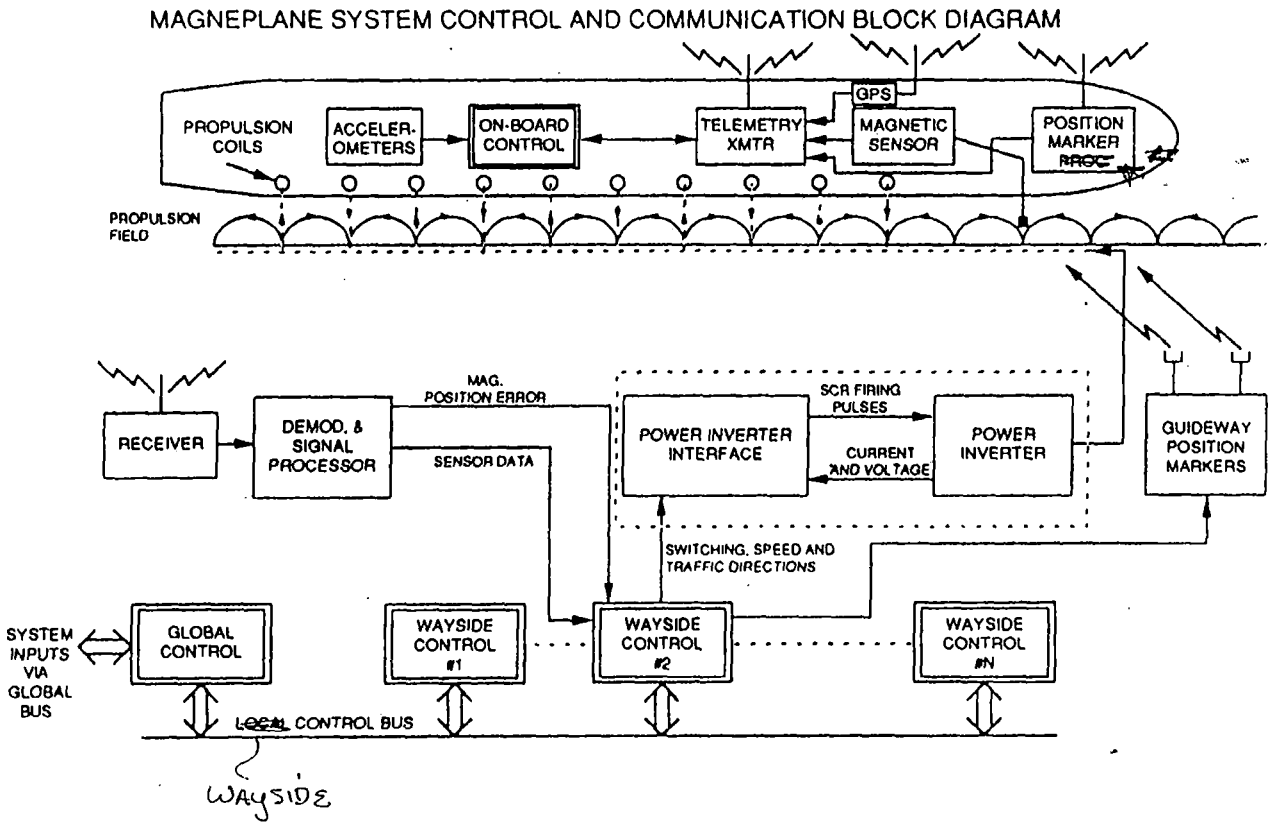 MAGNEPLANE SYSTEM CONTROL AND COMMUNICATION BLOCK DIAGRAM
GPS
PROPULSION
COILS
ACCELER-
OMETERS
ON-BOARD
CONTROL
TELEMETRY
XMTR
MAGNETIC
SENSOR
POSITION
MARKER
PROC
PROPULSION
FIELD
RECEIVER
DEMOD. &
SIGNAL
PROCESSOR
MAG.
POSITION ERROR
SENSOR DATA
POWER INVERTER
INTERFACE
SCR FIRING
PULSES
CURRENT
AND VOLTAGE
POWER
INVERTER
GUIDEWAY
POSITION
MARKERS
SWITCHING, SPEED AND
TRAFFIC DIRECTIONS
SYSTEM
INPUTS
VIA
GLOBAL
BUS
GLOBAL
CONTROL
WAYSIDE
CONTROL
#1
WAYSIDE
CONTROL
#2
WAYSIDE
CONTROL
#N
LOCAL CONTROL BUS
WAYSIDE